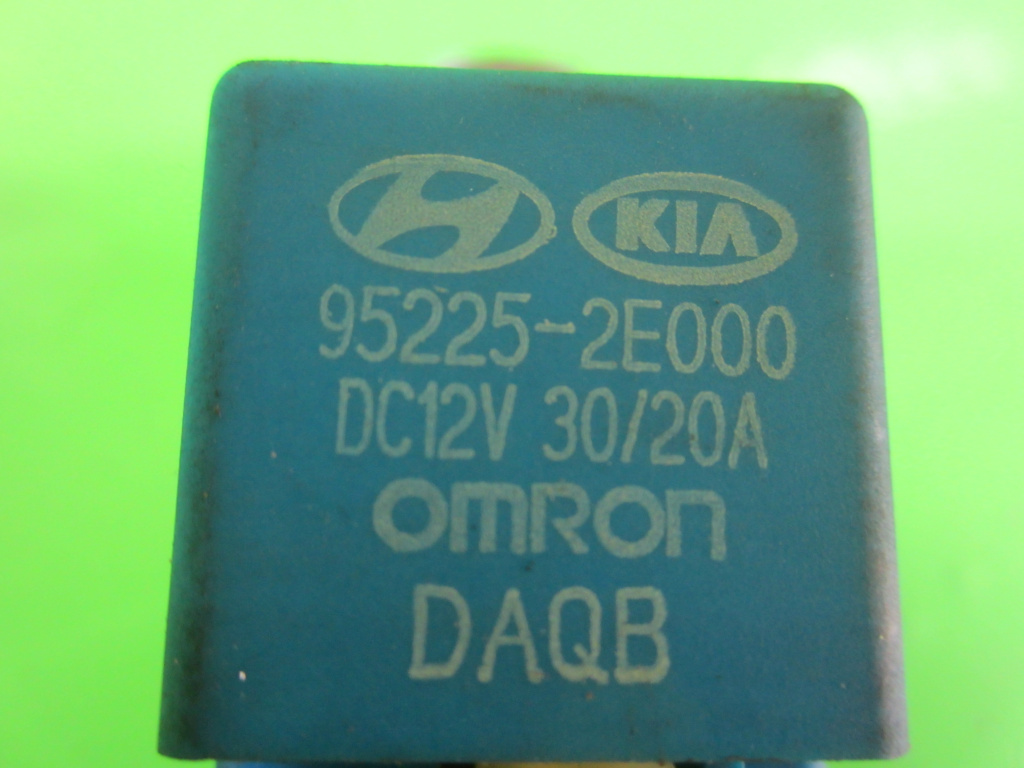 KIA
95225-2E000
DC12V 30/20A
omron
DAQB